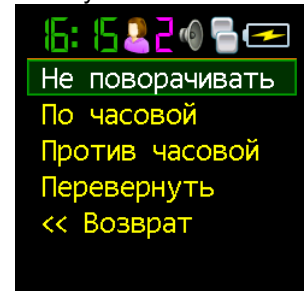 16:15 2
Не поворачивать
По часовой
Против часовой
Перевернуть
<< Возврат